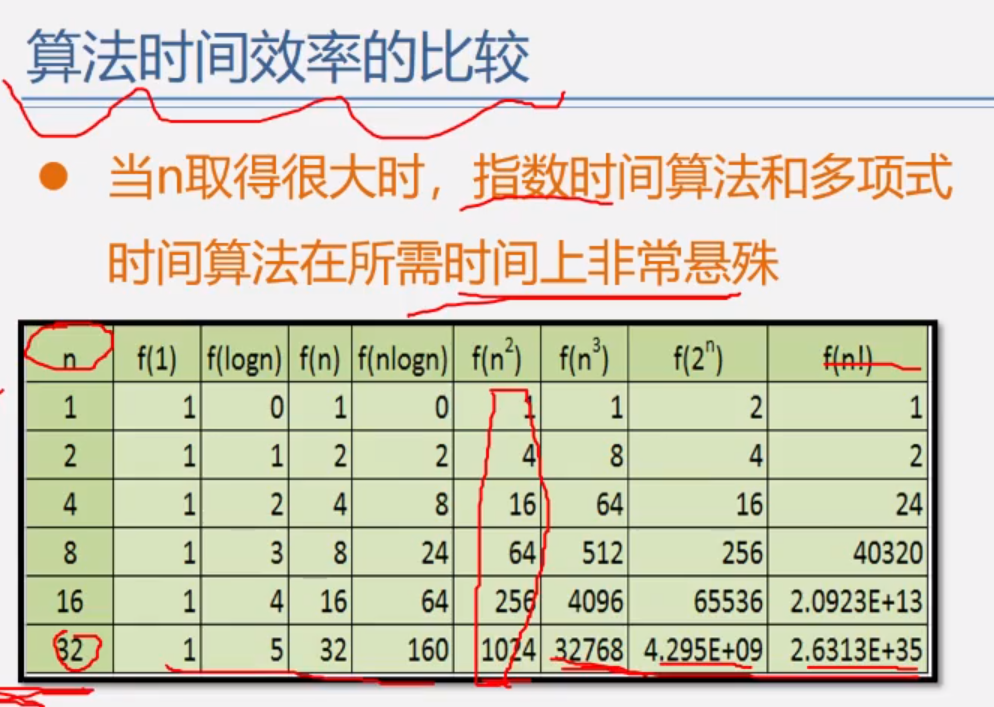 算法时间效率的比较
● 当n取得很大时，指数时间算法和多项式
时间算法在所需时间上非常悬殊
n f(1) f(logn) f(n) f(nlogn) f(n²) f(n³) f(2ⁿ) f(n!)
1 1 0 1 0 1 1 2 1
2 1 1 2 2 4 8 4 2
4 1 2 4 8 16 64 16 24
8 1 3 8 24 64 512 256 40320
16 1 4 16 64 256 4096 65536 2.0923E+13
32 1 5 32 160 1024 32768 4.295E+09 2.6313E+35